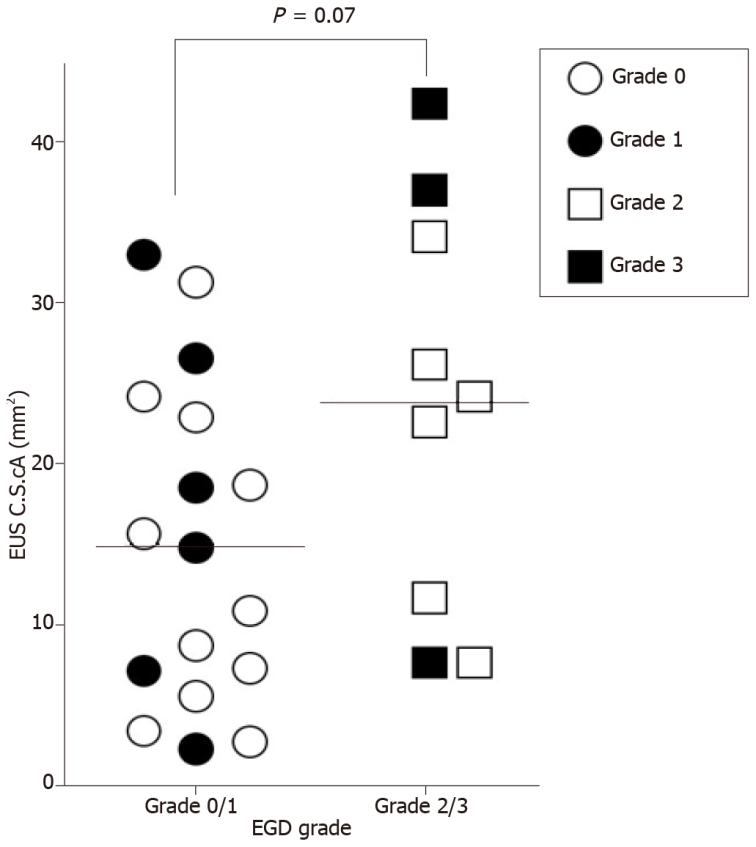 P = 0.07
Grade 0
Grade 1
Grade 2
Grade 3
EUS C.S.cA (mm²)
40
30
20
10
0
Grade 0/1 Grade 2/3
EGD grade